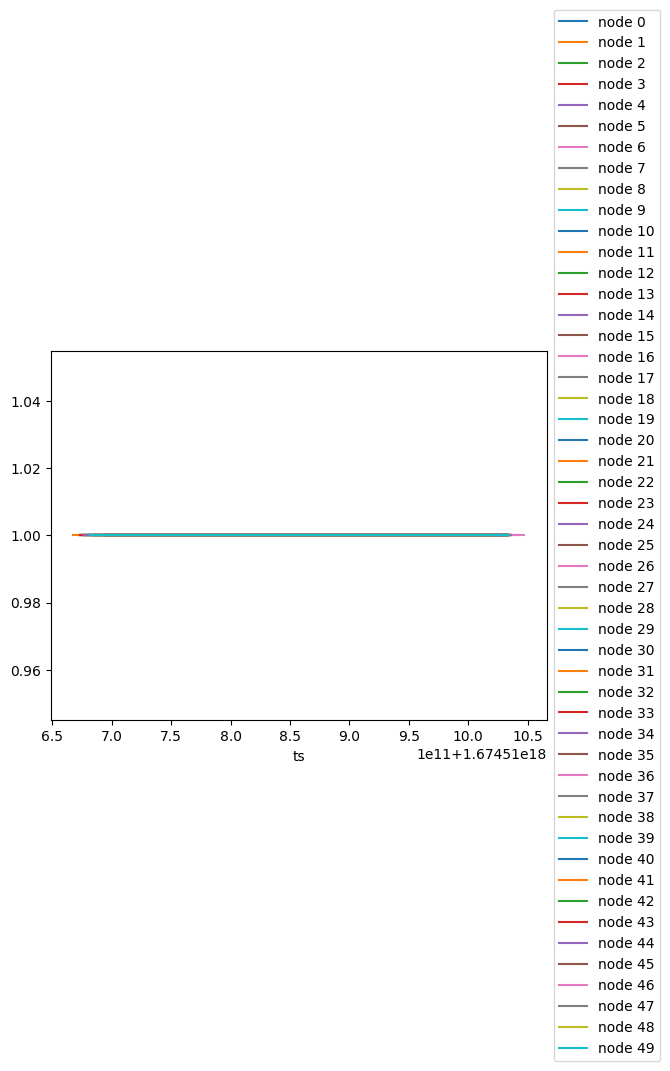 node 0
node 1
node 2
node 3
node 4
node 5
node 6
node 7
node 8
node 9
node 10
node 11
node 12
node 13
node 14
node 15
node 16
node 17
node 18
node 19
node 20
node 21
node 22
node 23
node 24
node 25
node 26
node 27
node 28
node 29
node 30
node 31
node 32
node 33
node 34
node 35
node 36
node 37
node 38
node 39
node 40
node 41
node 42
node 43
node 44
node 45
node 46
node 47
node 48
node 49
1.04
1.02
1.00
0.98
0.96
6.5 7.0 7.5 8.0 8.5 9.0 9.5 10.0 10.5
ts
1e11+1.67451e18